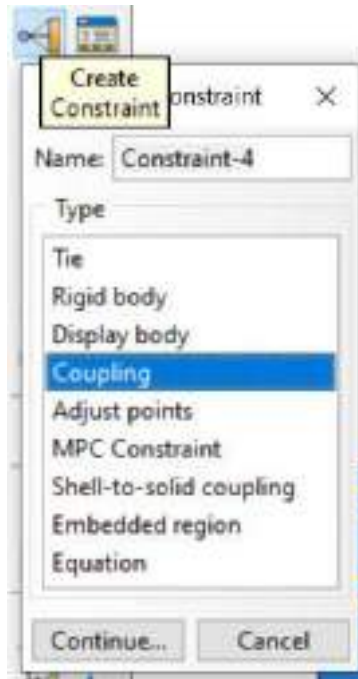 Create
Constraint
onstraint
Name: Constraint-4
Type
Tie
Rigid body
Display body
Coupling
Adjust points
MPC Constraint
Shell-to-solid coupling
Embedded region
Equation
Continue... Cancel